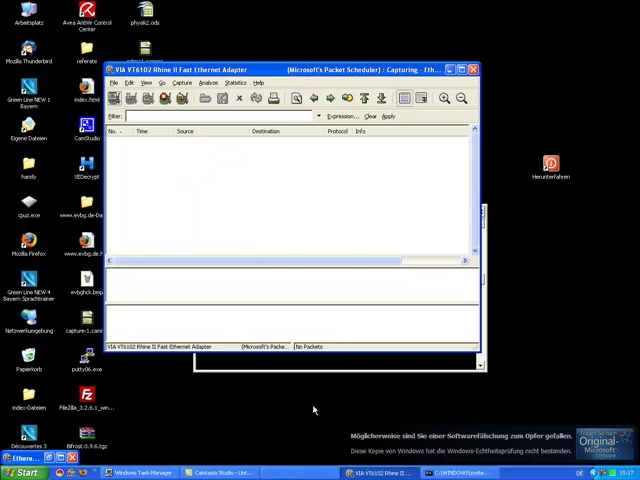 Arbeitsplatz
Avira AntiVir Control Center
physik2.ods
Mozilla Thunderbird
referate
VIA VT6102 Rhine II Fast Ethernet Adapter (Microsoft's Packet Scheduler) : Capturing - Eth...
File Edit View Go Capture Analyze Statistics Help
Filter:
Expression... Clear Apply
No. . Time Source Destination Protocol Info
Green Line NEW 1 Bayern
index.html
Eigene Dateien
CamStudio
handy
XEDecrypt
Herunterfahren
cpuz.exe
www.evbg.de-Da...
Mozilla Firefox
www.evbg.de.h...
Green Line NEW 4 Bayern Sprachtrainer
evbghck.bmp
Netzwerkumgebung
capture-1.camr...
VIA VT6102 Rhine II Fast Ethernet Adapter (Microsoft's Packe... No Packets
Papierkorb
putty06.exe
index-Dateien
FileZilla_3.2.6.1_win...
Découvertes 3
Bifrost.0.9.6.tgz
Möglicherweise sind Sie einer Softwarefälschung zum Opfer gefallen.
Diese Kopie von Windows hat die Windows-Echtheitsprüfung nicht bestanden.
Original-
Microsoft
Ethere...
Start
Windows Task-Manager
Camtasia Studio - Unt...
VIA VT6102 Rhine II ...
C:\WINDOWS\syste...
DE
15:17